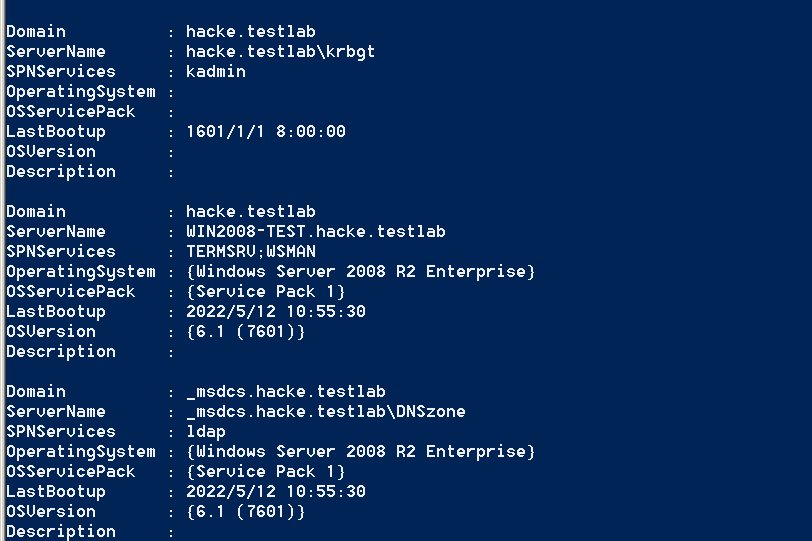 Domain          : hacke.testlab
ServerName      : hacke.testlab\krbgt
SPNServices     : kadmin
OperatingSystem :
OSServicePack   :
LastBootup      : 1601/1/1 8:00:00
OSVersion       :
Description     :

Domain          : hacke.testlab
ServerName      : WIN2008-TEST.hacke.testlab
SPNServices     : TERMSRV;WSMAN
OperatingSystem : {Windows Server 2008 R2 Enterprise}
OSServicePack   : {Service Pack 1}
LastBootup      : 2022/5/12 10:55:30
OSVersion       : {6.1 (7601)}
Description     :

Domain          : _msdcs.hacke.testlab
ServerName      : _msdcs.hacke.testlab\DNSzone
SPNServices     : ldap
OperatingSystem : {Windows Server 2008 R2 Enterprise}
OSServicePack   : {Service Pack 1}
LastBootup      : 2022/5/12 10:55:30
OSVersion       : {6.1 (7601)}
Description     :